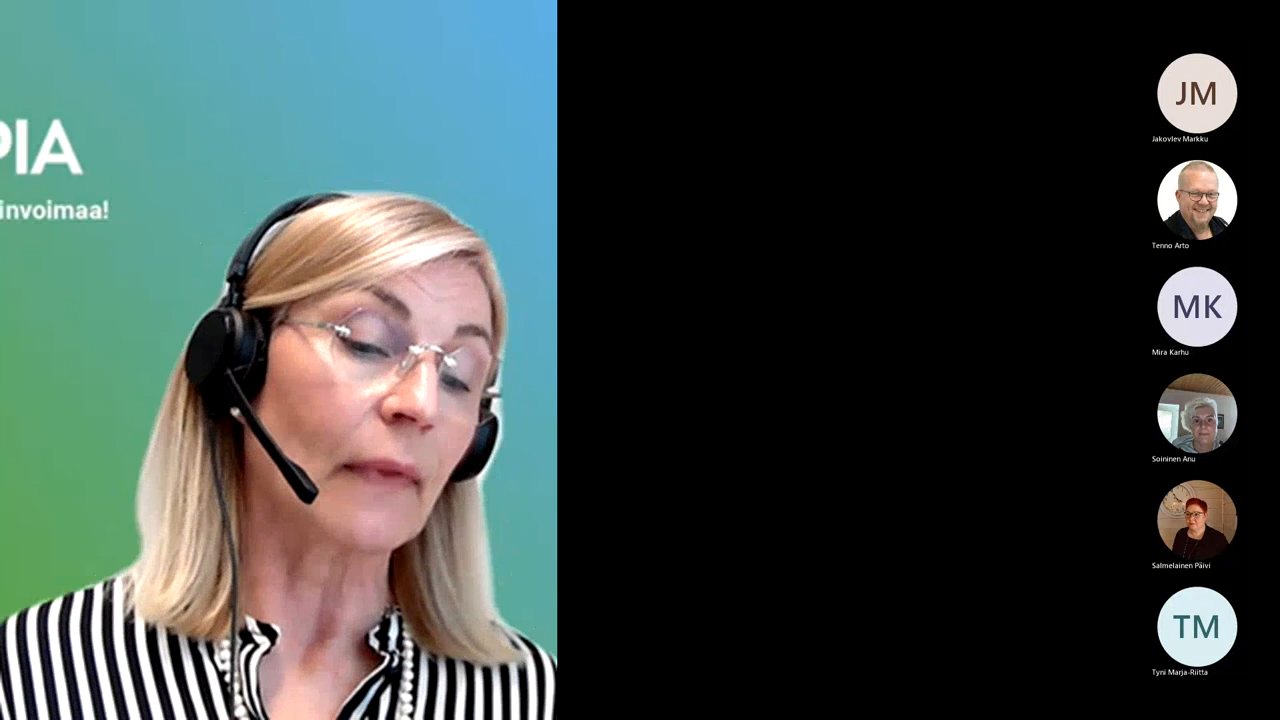 PIA
invoimaa!
JM
Jakovlev Markku
Tenno Arto
MK
Mira Karhu
Soininen Anu
Salmelainen Päivi
TM
Tyni Marja-Riitta